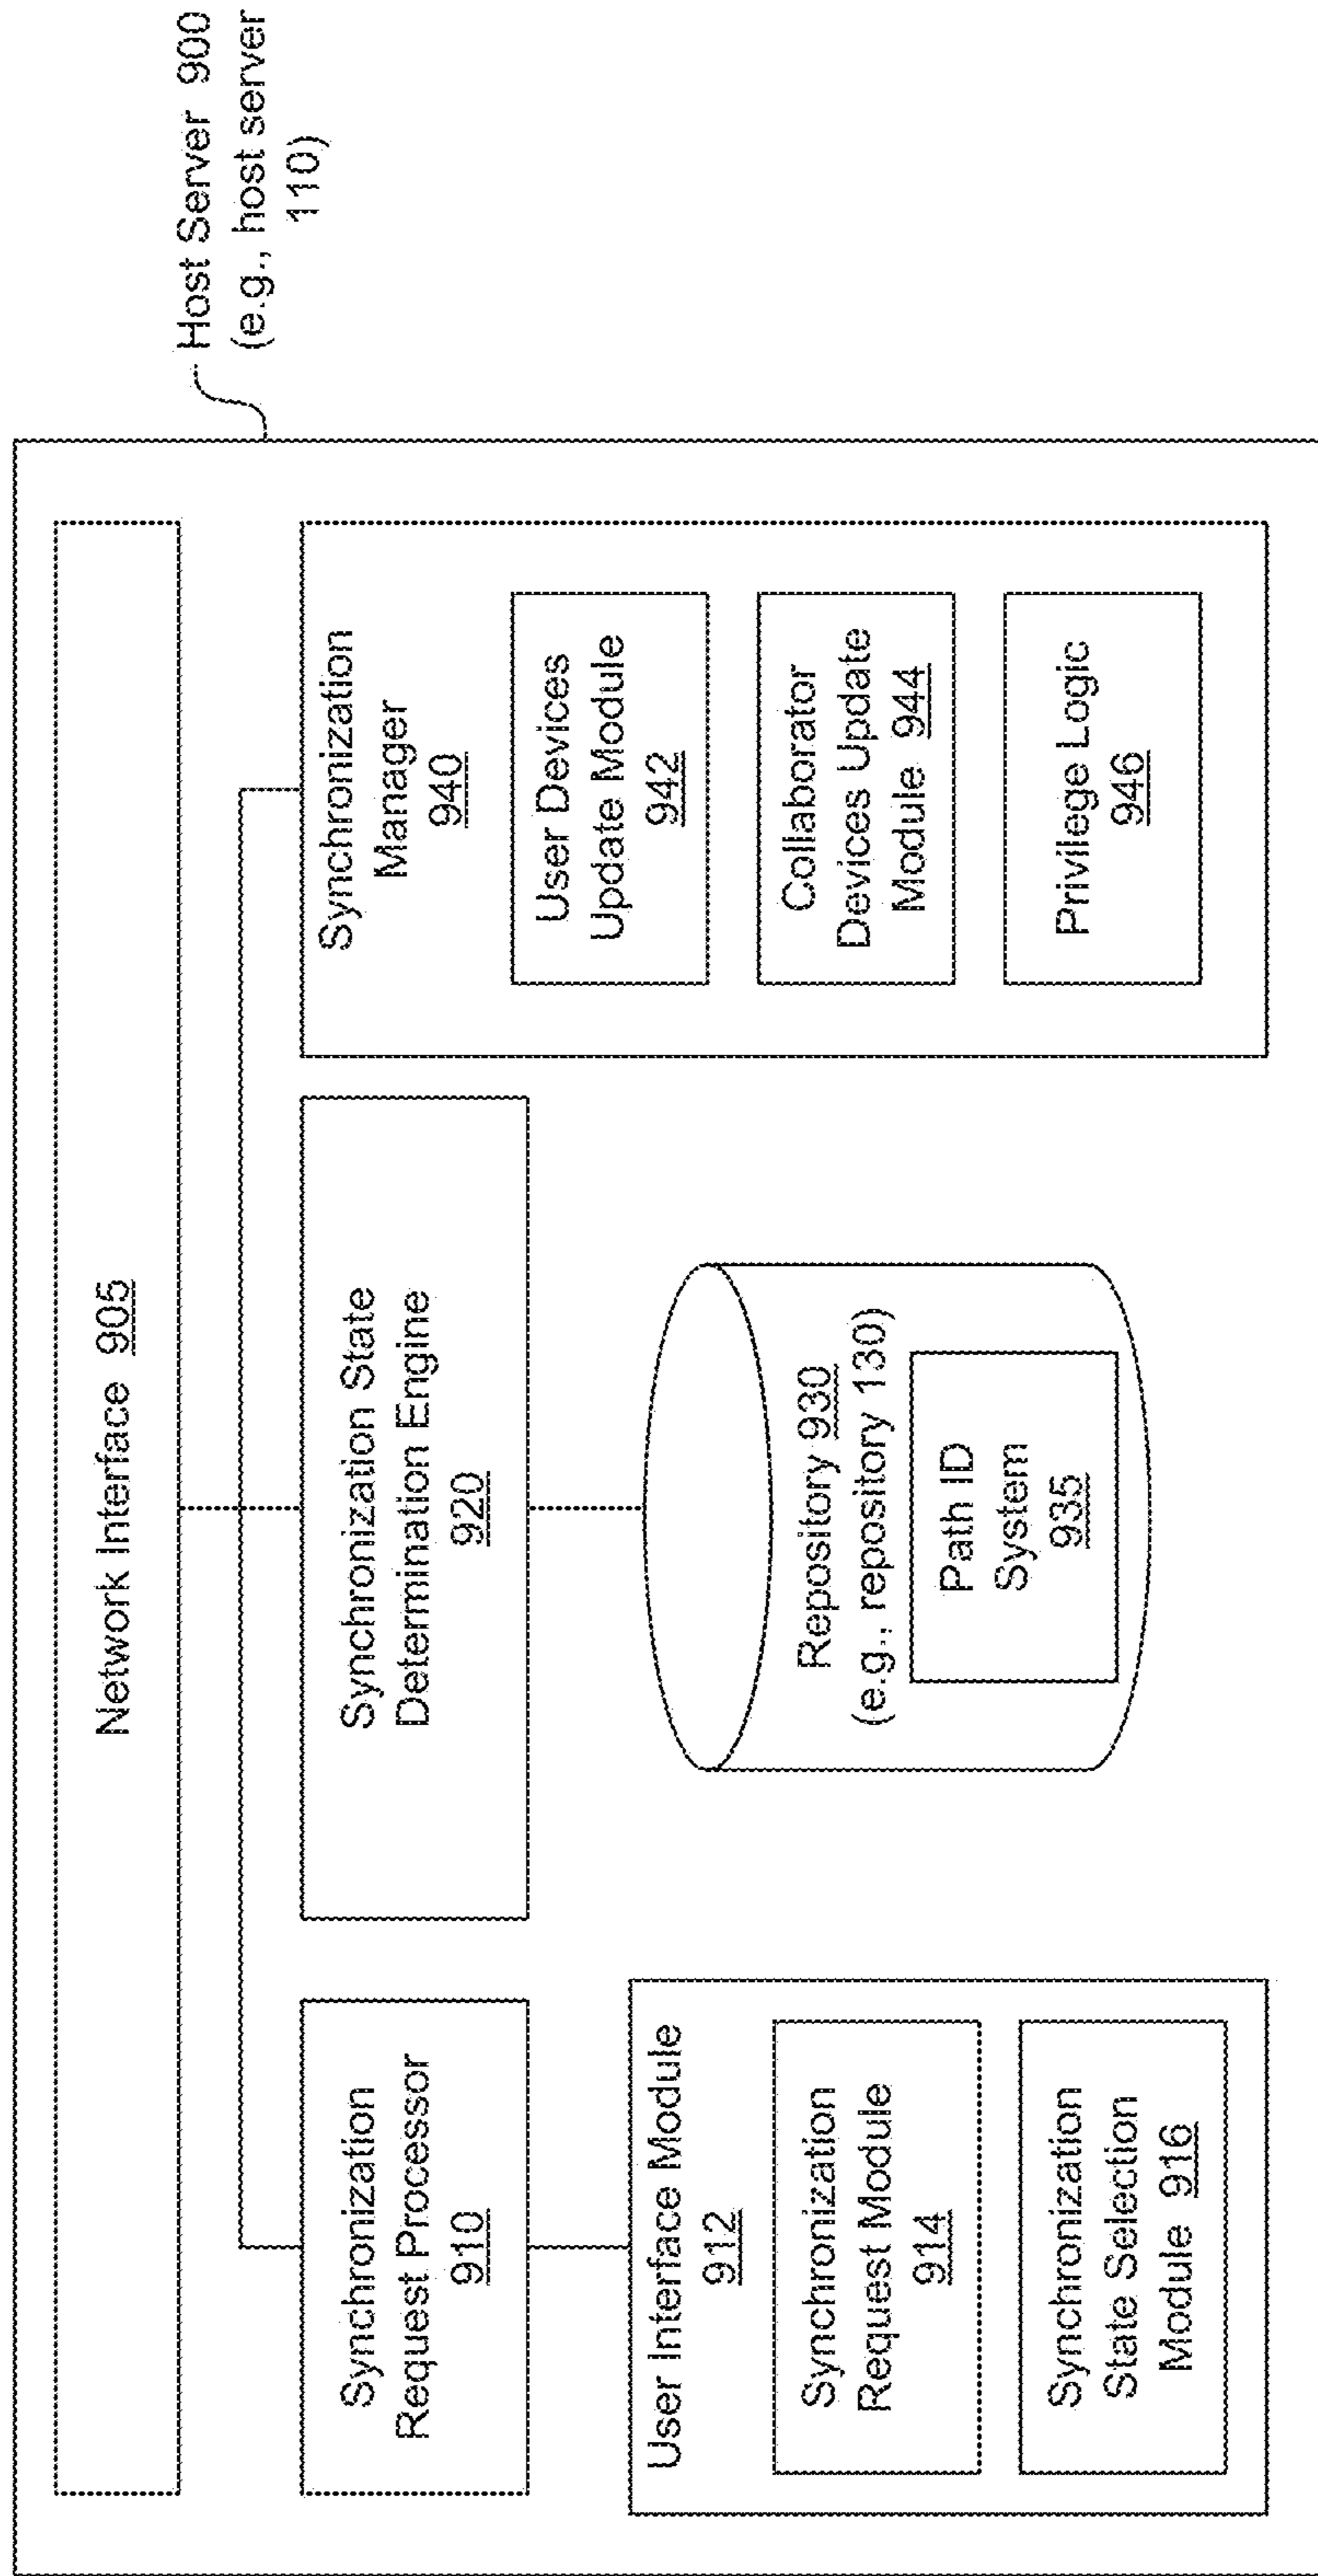 Host Server 900
(e.g., host server
110)
Network Interface 905
Synchronization
Request Processor
910
User Interface Module
912
Synchronization
Request Module
914
Synchronization
State Selection
Module 916
Synchronization State
Determination Engine
920
Repository 930
(e.g., repository 130)
Path ID
System
935
Synchronization
Manager
940
User Devices
Update Module
942
Collaborator
Devices Update
Module 944
Privilege Logic
946